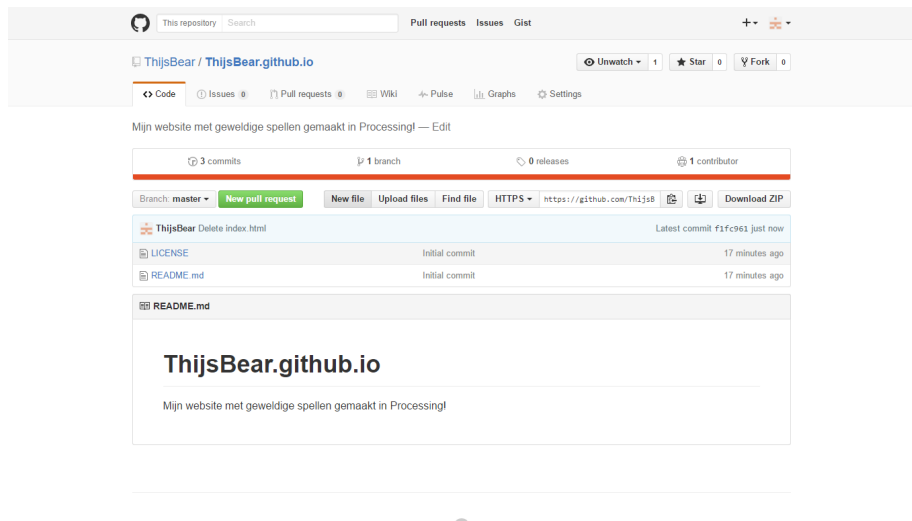 This repository Search Pull requests Issues Gist
ThijsBear / ThijsBear.github.io Unwatch 1 Star 0 Fork 0
Code Issues 0 Pull requests 0 Wiki Pulse Graphs Settings
Mijn website met geweldige spellen gemaakt in Processing! — Edit
3 commits 1 branch 0 releases 1 contributor
Branch: master New pull request New file Upload files Find file HTTPS https://github.com/ThijsB Download ZIP
ThijsBear Delete index.html Latest commit f1fc961 just now
LICENSE Initial commit 17 minutes ago
README.md Initial commit 17 minutes ago
README.md
ThijsBear.github.io
Mijn website met geweldige spellen gemaakt in Processing!